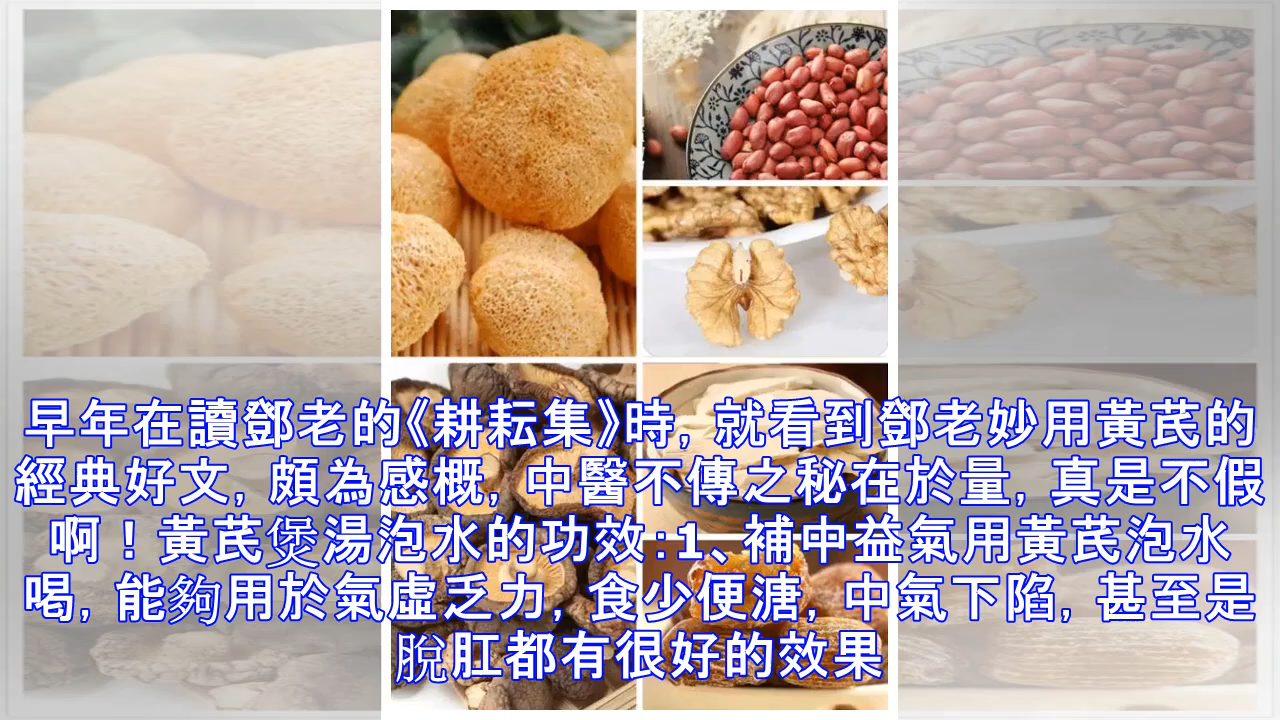 早年在讀鄧老的《耕耘集》時, 就看到鄧老妙用黃芪的
經典好文, 頗為感概, 中醫不傳之秘在於量, 真是不假
啊！黃芪煲湯泡水的功效:1、補中益氣用黃芪泡水
喝, 能夠用於氣虛乏力, 食少便溏, 中氣下陷, 甚至是
脫肛都有很好的效果